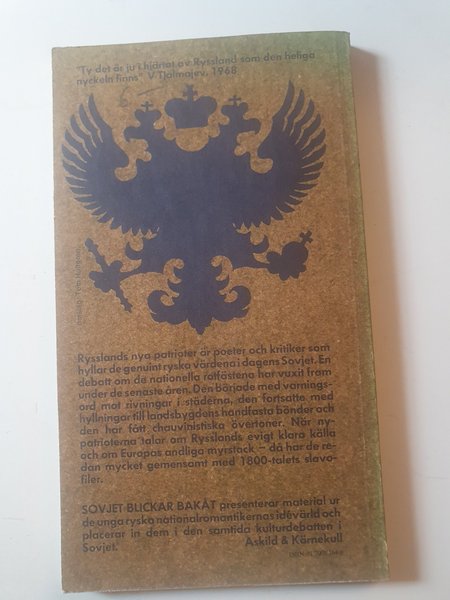 "Ty det är ju i hjärtat av Ryssland som den heliga
nyckeln finns" V Tjalmajev, 1968
Rysslands nya patrioter är poeter och kritiker som
hyllar de genuint ryska värdena i dagens Sovjet. En
debatt om de nationella rotfästena har vuxit fram
under de senaste åren. Den började med varnings-
ord mot rivningar i städerna, den fortsatte med
hyllningar till landsbygdens handfasta bönder och
den har fått chauvinistiska övertoner. När ny-
patrioterna talar om Rysslands evigt klara källa
och om Europas andliga myrstack – då har de re-
dan mycket gemensamt med 1800-talets slavo-
filer.
SOVJET BLICKAR BAKÅT presenterar material ur
de unga ryska nationalromantikernas idévärld och
placerar in dem i den samtida kulturdebatten i
Sovjet.
Askild & Kärnekull